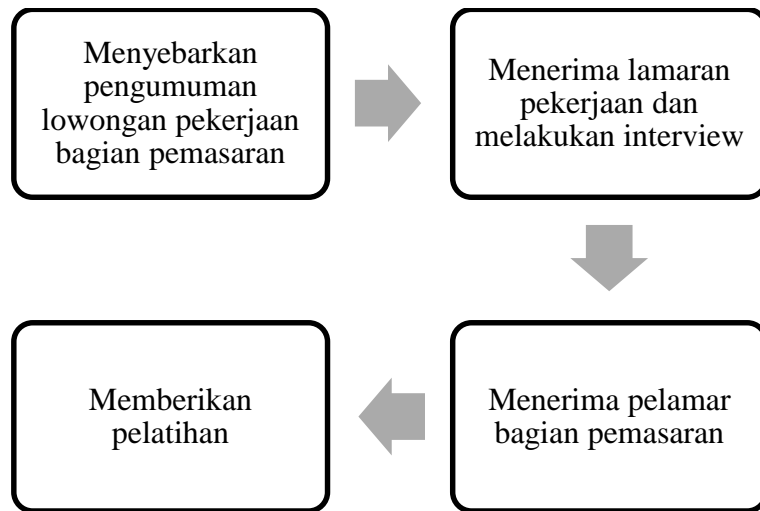 Menyebarkan
pengumuman
lowongan pekerjaan
bagian pemasaran
Menerima lamaran
pekerjaan dan
melakukan interview
Menerima pelamar
bagian pemasaran
Memberikan
pelatihan